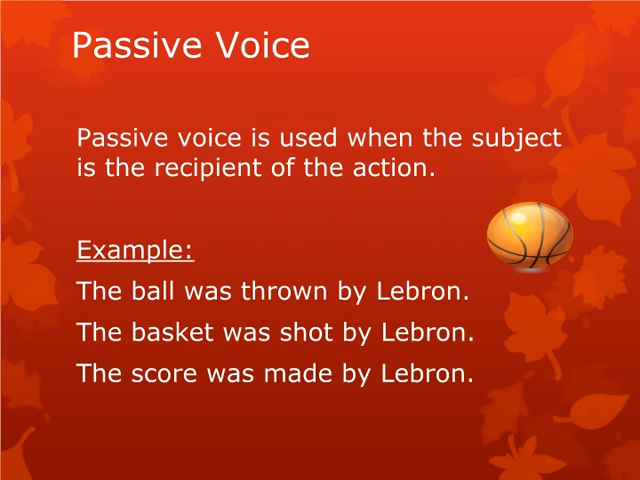 Passive Voice
Passive voice is used when the subject
is the recipient of the action.
Example:
The ball was thrown by Lebron.
The basket was shot by Lebron.
The score was made by Lebron.